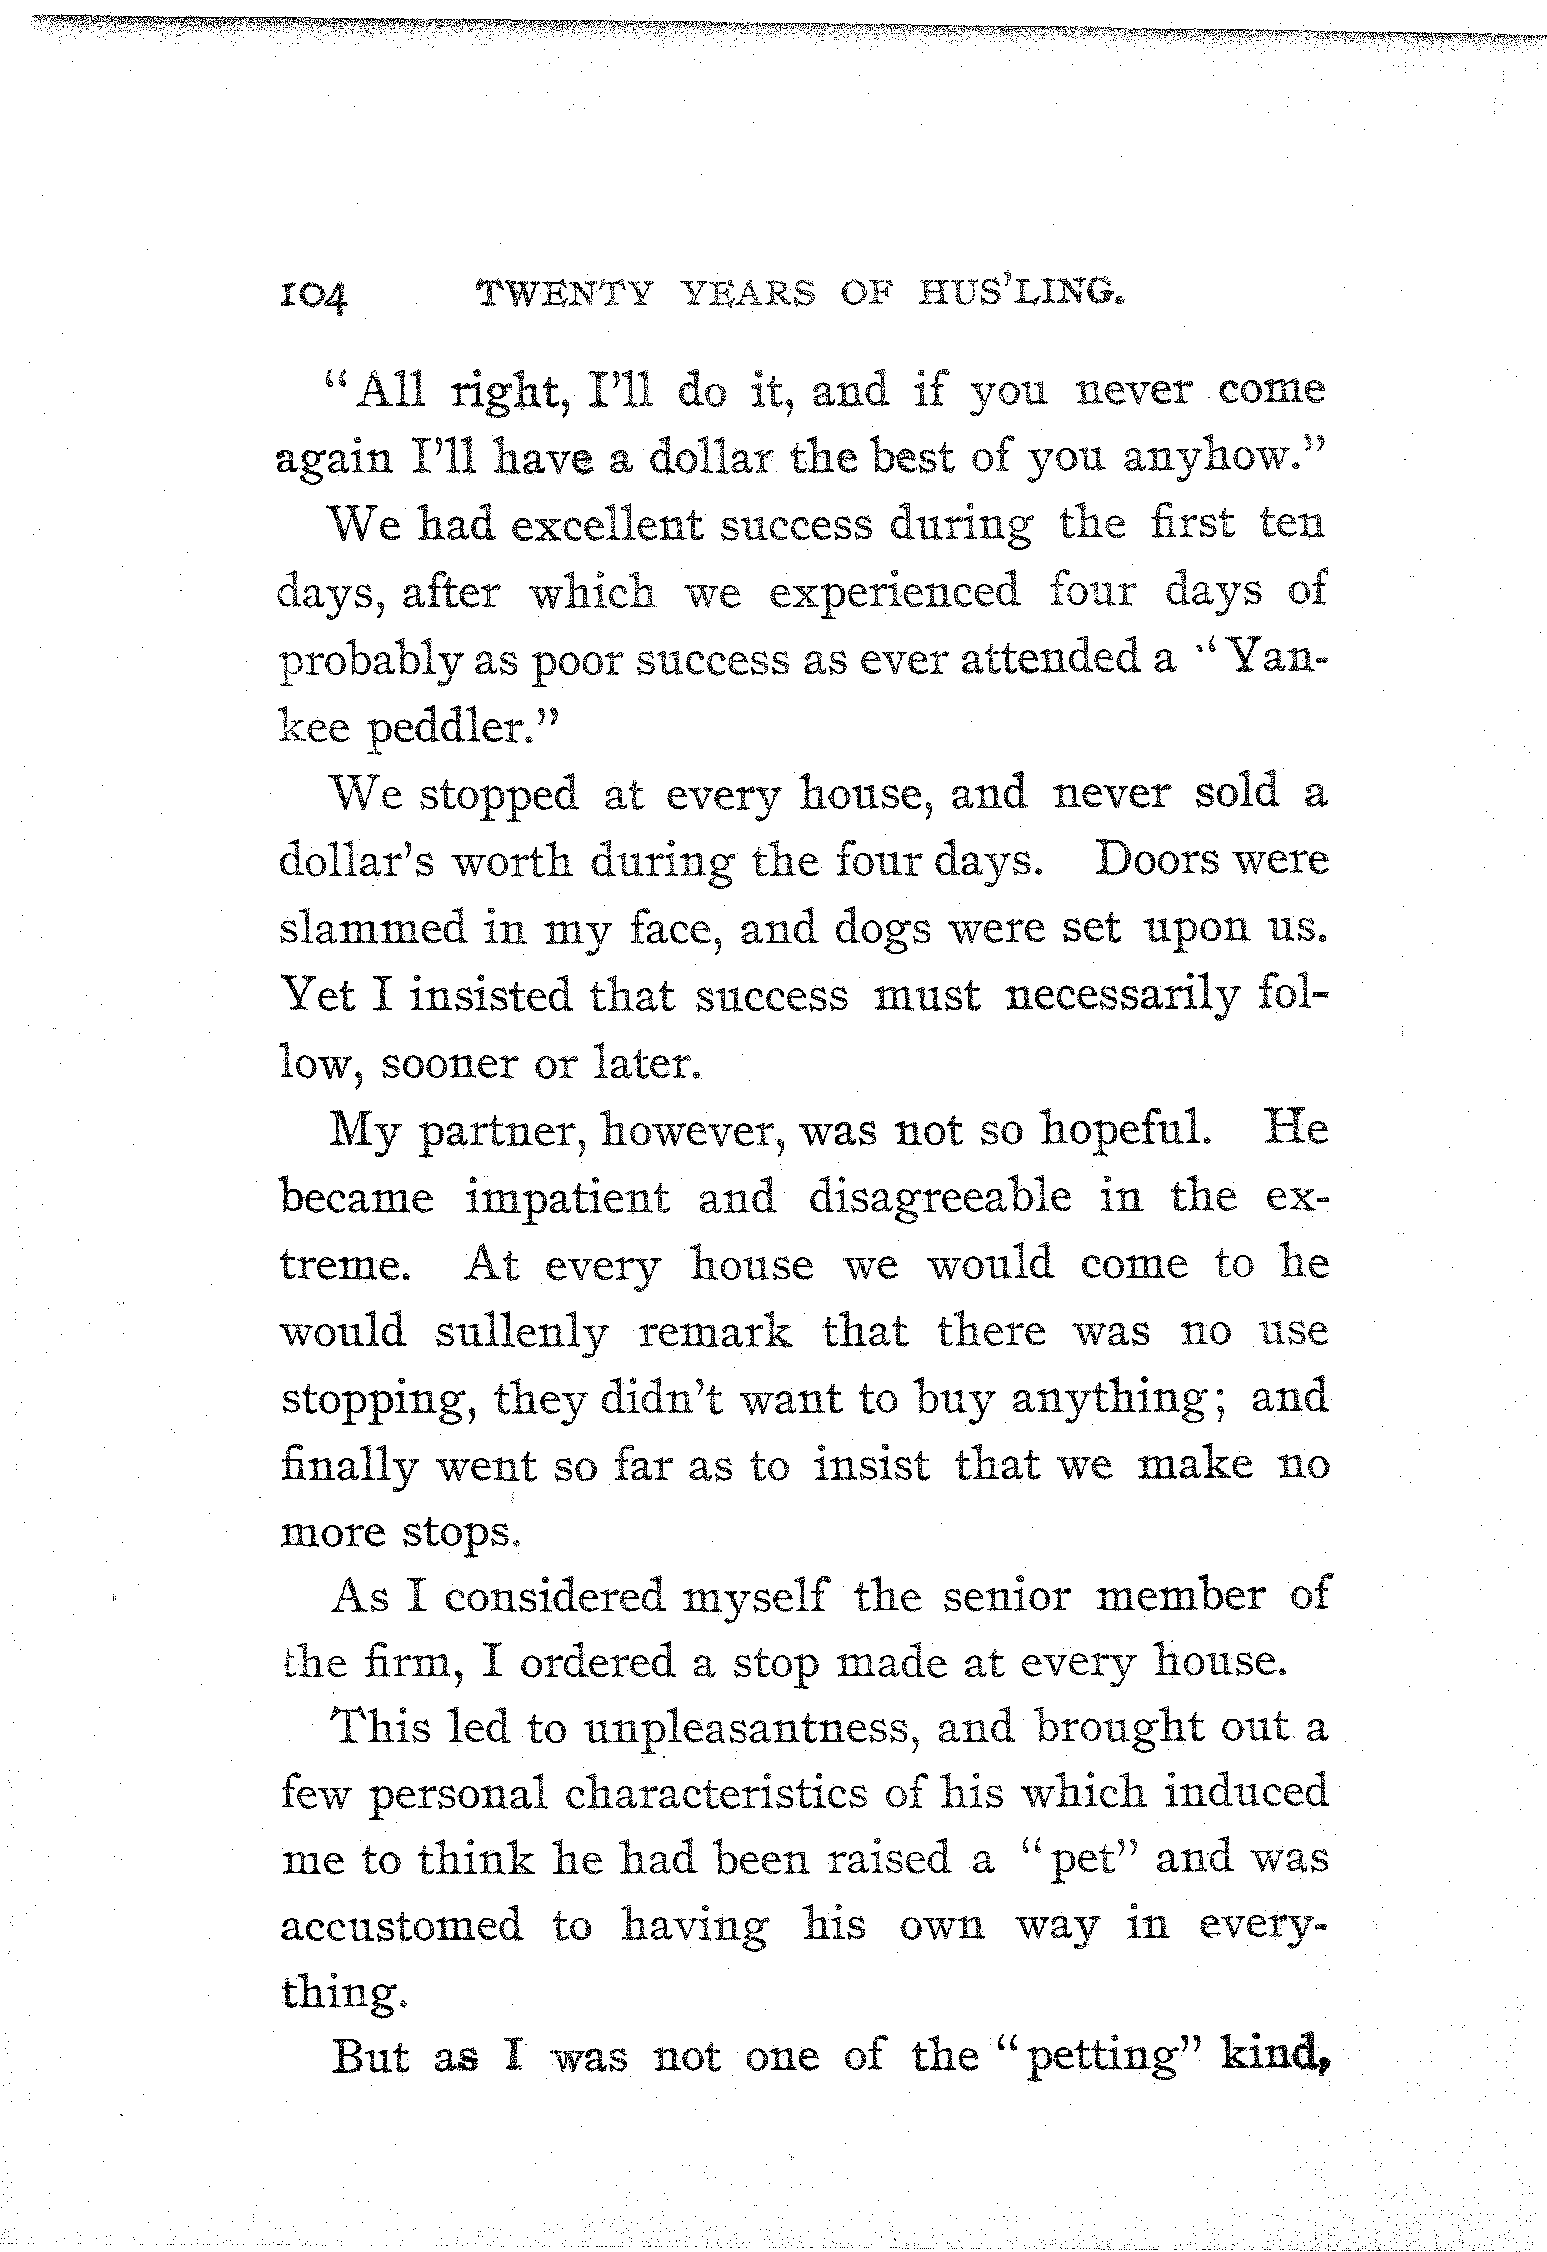 104 TWENTY YEARS OF HUS'LING.
"All right, I'll do it, and if you never come
again I'll have a dollar the best of you anyhow."
We had excellent success during the first ten
days, after which we experienced four days of
probably as poor success as ever attended a "Yan-
kee peddler."
We stopped at every house, and never sold a
dollar's worth during the four days. Doors were
slammed in my face, and dogs were set upon us.
Yet I insisted that success must necessarily fol-
low, sooner or later.
My partner, however, was not so hopeful. He
became impatient and disagreeable in the ex-
treme. At every house we would come to he
would sullenly remark that there was no use
stopping, they didn't want to buy anything; and
finally went so far as to insist that we make no
more stops.
As I considered myself the senior member of
the firm, I ordered a stop made at every house.
This led to unpleasantness, and brought out a
few personal characteristics of his which induced
me to think he had been raised a "pet" and was
accustomed to having his own way in every-
thing.
But as I was not one of the "petting" kind,